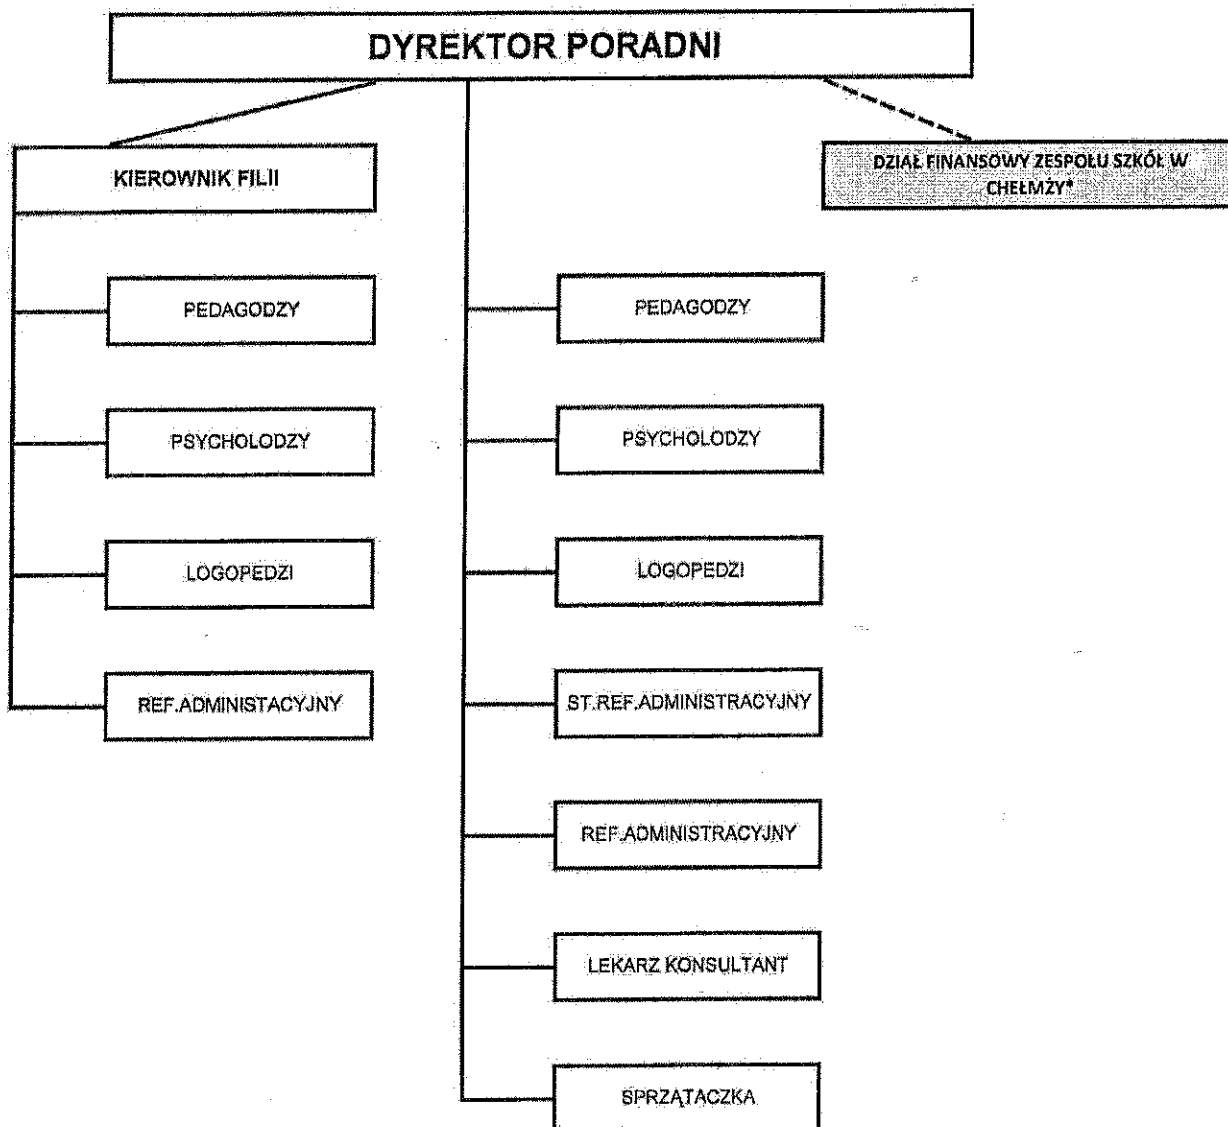 DYREKTOR PORADNI
KIEROWNIK FILII
DZIAŁ FINANSOWY ZESPOŁU SZKÓŁ W
CHEŁMŻY*
PEDAGODZY
PSYCHOLODZY
LOGOPEDZI
REF.ADMINISTACYJNY
PEDAGODZY
PSYCHOLODZY
LOGOPEDZI
ST.REF.ADMINISTRACYJNY
REF.ADMINISTRACYJNY
LEKARZ KONSULTANT
SPRZĄTACZKA